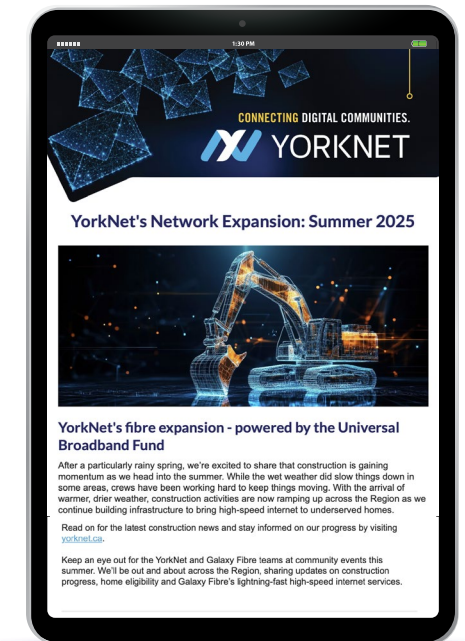 1:30 PM
CONNECTING DIGITAL COMMUNITIES.
YORKNET
YorkNet's Network Expansion: Summer 2025
YorkNet's fibre expansion - powered by the Universal
Broadband Fund
After a particularly rainy spring, we're excited to share that construction is gaining
momentum as we head into the summer. While the wet weather did slow things down in
some areas, crews have been working hard to keep things moving. With the arrival of
warmer, drier weather, construction activities are now ramping up across the Region as we
continue building infrastructure to bring high-speed internet to underserved homes.
Read on for the latest construction news and stay informed on our progress by visiting
yorknet.ca.
Keep an eye out for the YorkNet and Galaxy Fibre teams at community events this
summer. We'll be out and about across the Region, sharing updates on construction
progress, home eligibility and Galaxy Fibre's lightning-fast high-speed internet services.